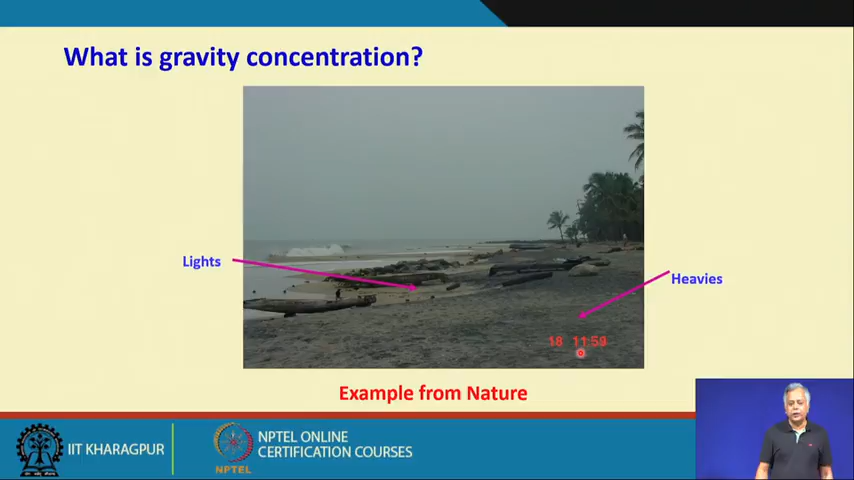 What is gravity concentration?
Lights
Heavies
18 11:59
Example from Nature
IIT KHARAGPUR
NPTEL
NPTEL ONLINE
CERTIFICATION COURSES